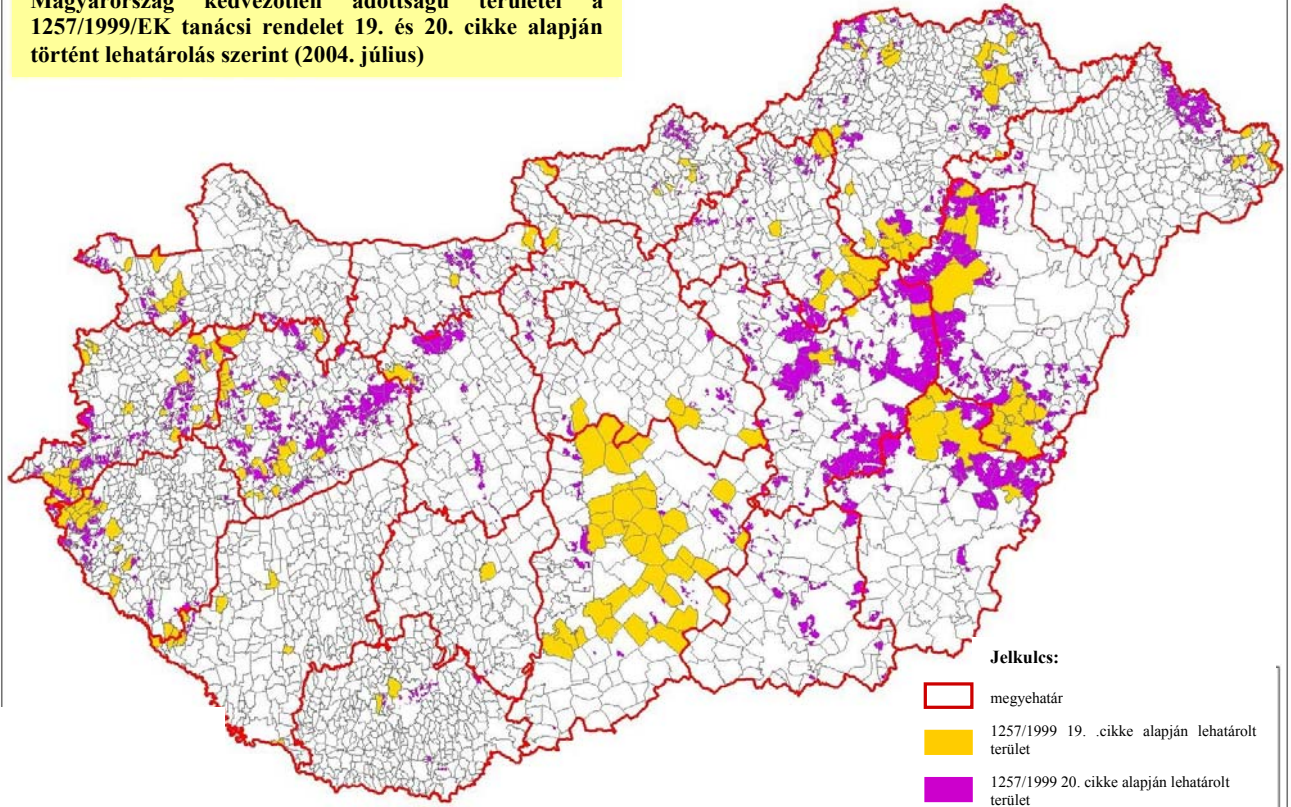 Magyarország kedvezőtlen adottságú területei a
1257/1999/EK tanácsi rendelet 19. és 20. cikke alapján
történt lehatárolás szerint (2004. július)
Jelkulcs:
megyehatár
1257/1999 19. .cikke alapján lehatárolt
terület
1257/1999 20. cikke alapján lehatárolt
terület